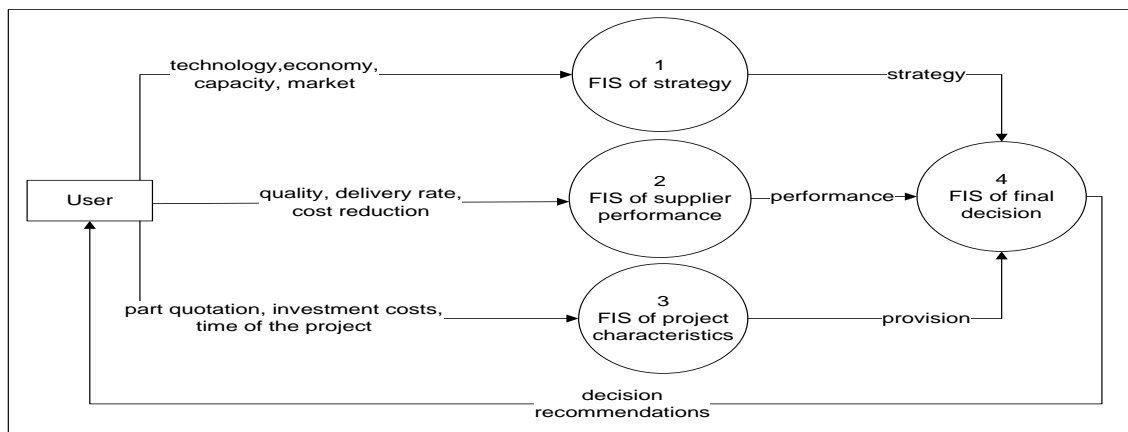 technology,economy,
capacity, market
1
FIS of strategy
strategy
User
quality, delivery rate,
cost reduction
2
FIS of supplier
performance
performance
4
FIS of final
decision
part quotation, investment costs,
time of the project
3
FIS of project
characteristics
provision
decision
recommendations